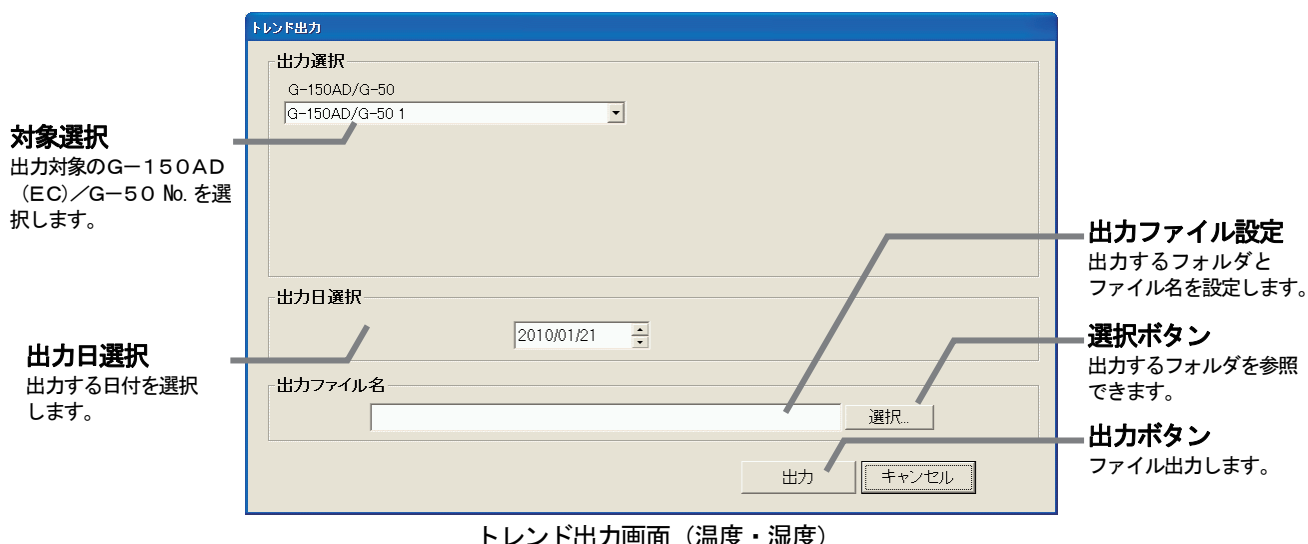 トレンド出力
出力選択
G-150AD/G-50
G-150AD/G-50 1
対象選択
出力対象のG－150AD
（EC）／G－50 №.を選
択します。
出力ファイル設定
出力するフォルダと
ファイル名を設定します。
出力日選択
2010/01/21
選択ボタン
出力するフォルダを参照
できます。
出力日選択
出力する日付を選択
します。
出力ファイル名
選択...
出力ボタン
ファイル出力します。
出力
キャンセル
トレンド出力画面（温度・湿度）